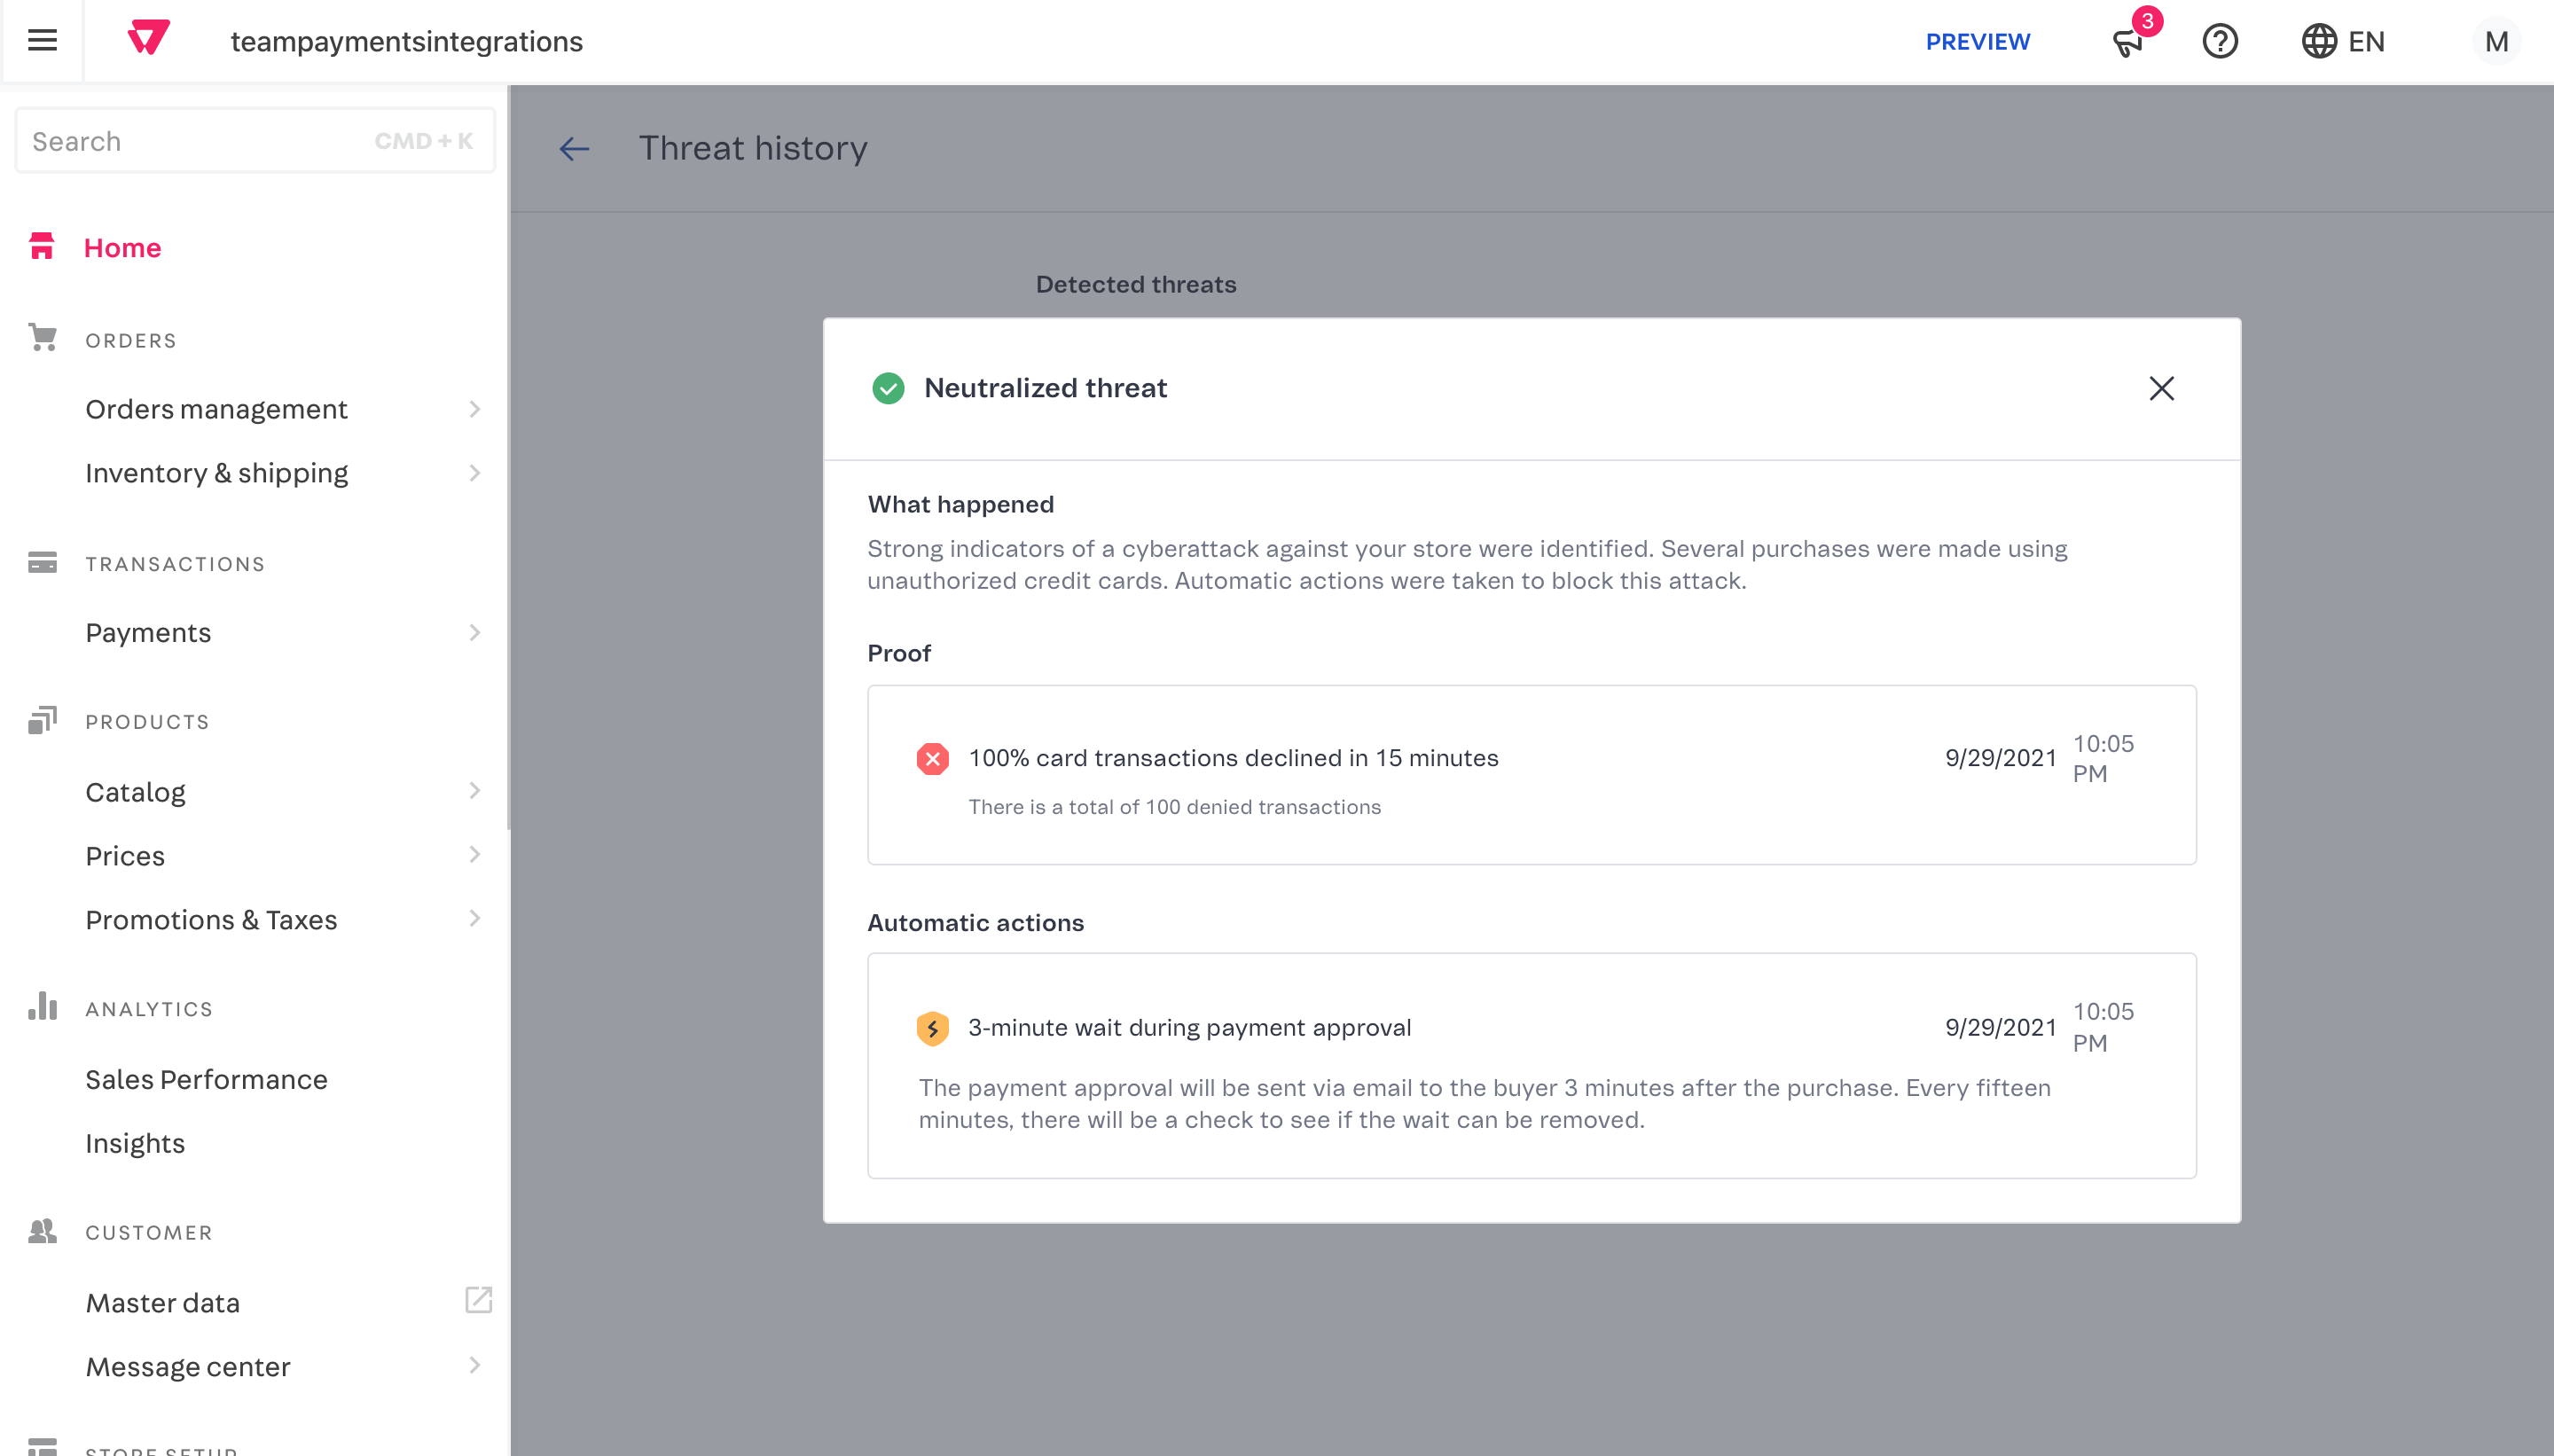 teampaymentsintegrations
PREVIEW
3
EN
M
Search
CMD + K
Home
ORDERS
Orders management
Inventory & shipping
TRANSACTIONS
Payments
PRODUCTS
Catalog
Prices
Promotions & Taxes
ANALYTICS
Sales Performance
Insights
CUSTOMER
Master data
Message center
STORE SETUP
Threat history
Detected threats
Neutralized threat
What happened
Strong indicators of a cyberattack against your store were identified. Several purchases were made using
unauthorized credit cards. Automatic actions were taken to block this attack.
Proof
100% card transactions declined in 15 minutes
9/29/2021
10:05
PM
There is a total of 100 denied transactions
Automatic actions
3-minute wait during payment approval
9/29/2021
10:05
PM
The payment approval will be sent via email to the buyer 3 minutes after the purchase. Every fifteen
minutes, there will be a check to see if the wait can be removed.